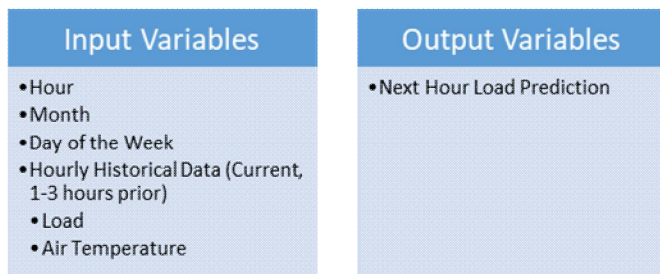 Input Variables
•Hour
•Month
•Day of the Week
•Hourly Historical Data (Current,
1-3 hours prior)
•Load
•Air Temperature
Output Variables
•Next Hour Load Prediction